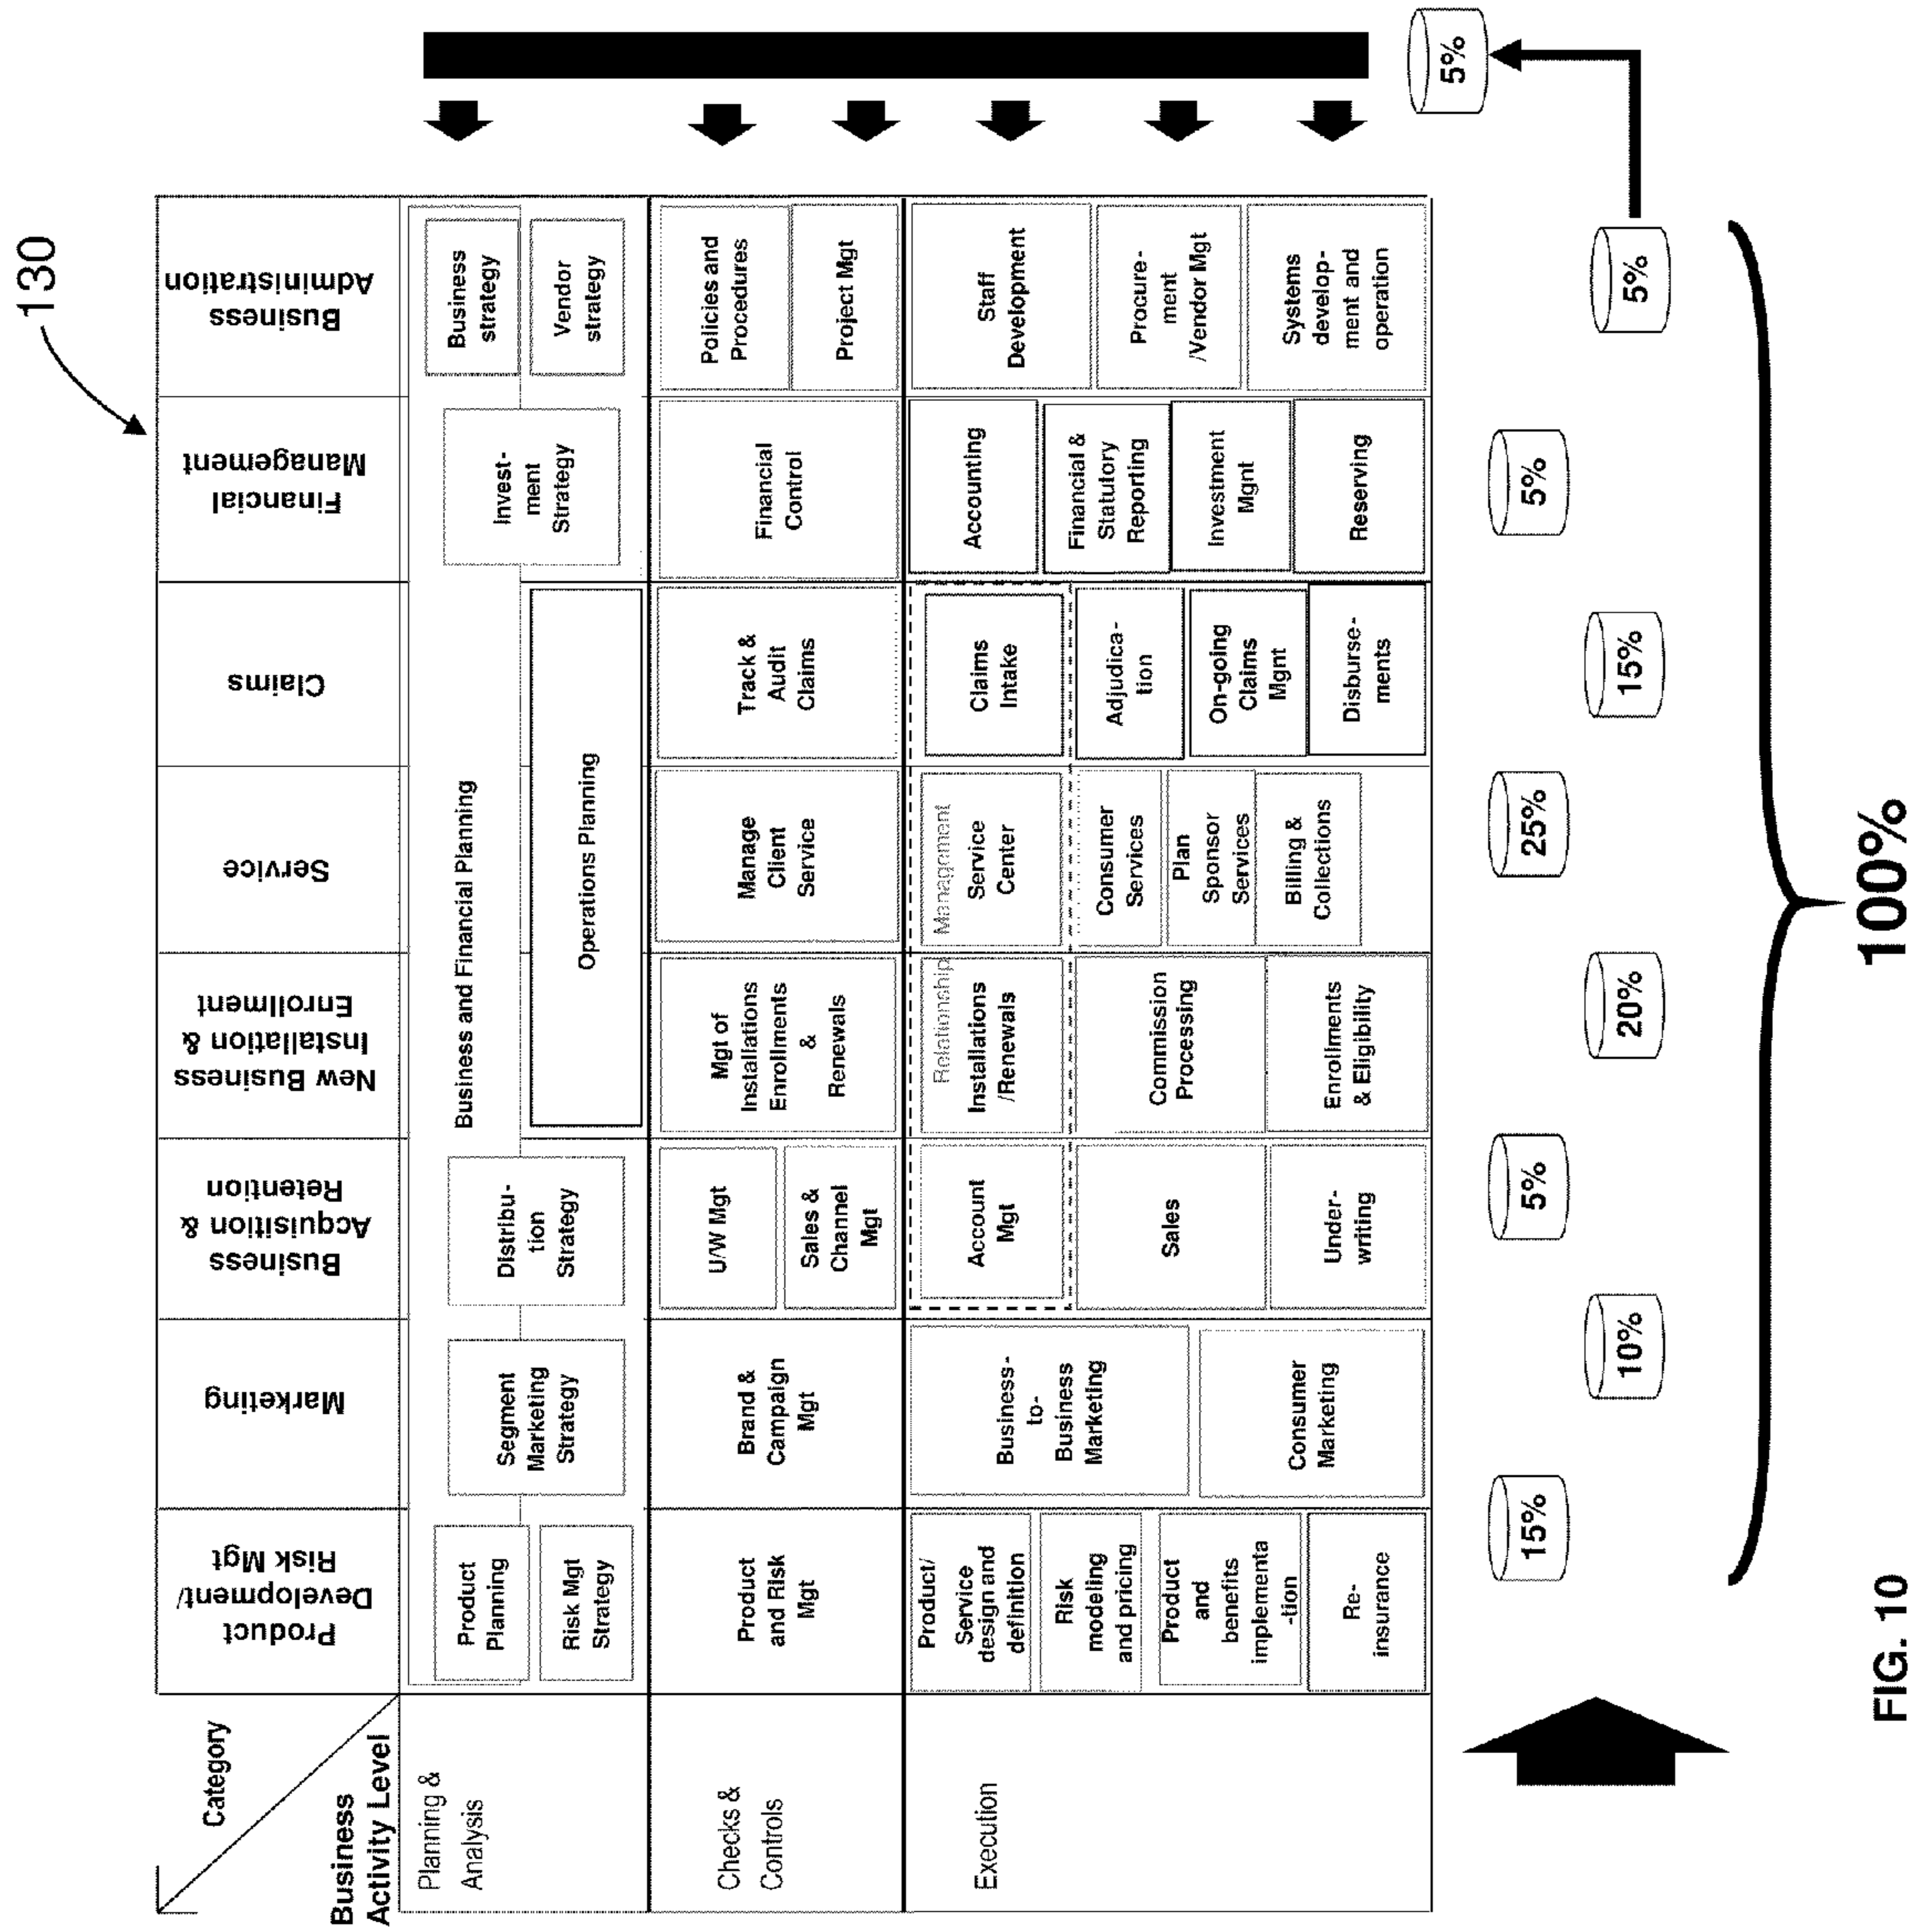 130
Category
Business
Activity Level
Product
Development/
Risk Mgt
Marketing
Business
Acquisition &
Retention
New Business
Installation &
Enrollment
Service
Claims
Financial
Management
Business
Administration
Planning &
Analysis
Business and Financial Planning
Product
Planning
Risk Mgt
Strategy
Segment
Marketing
Strategy
Distribu-
tion
Strategy
Operations Planning
Invest-
ment
Strategy
Business
strategy
Vendor
strategy
Checks &
Controls
Product
and Risk
Mgt
Brand &
Campaign
Mgt
U/W Mgt
Sales &
Channel
Mgt
Mgt of
Installations
Enrollments
&
Renewals
Manage
Client
Service
Track &
Audit
Claims
Financial
Control
Policies and
Procedures
Project Mgt
Execution
Product/
Service
design and
definition
Risk
modeling
and pricing
Product
and
benefits
implementa
-tion
Re-
insurance
Business-
to-
Business
Marketing
Consumer
Marketing
Relationship Management
Account
Mgt
Sales
Under-
writing
Installations
/Renewals
Commission
Processing
Enrollments
& Eligibility
Service
Center
Consumer
Services
Plan
Sponsor
Services
Billing &
Collections
Claims
Intake
Adjudica-
tion
On-going
Claims
Mgnt
Disburse-
ments
Accounting
Financial &
Statutory
Reporting
Investment
Mgnt
Reserving
Staff
Development
Procure-
ment
/Vendor Mgt
Systems
develop-
ment and
operation
15%
10%
5%
20%
25%
15%
5%
5%
5%
100%
FIG. 10